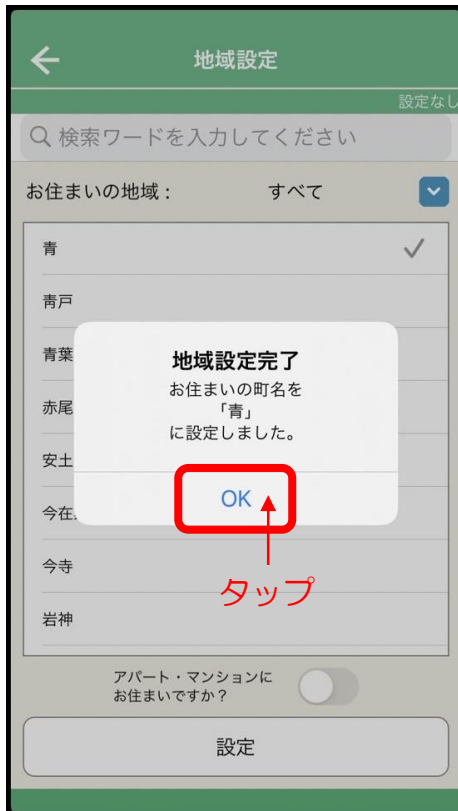 地域設定
設定なし
検索ワードを入力してください
お住まいの地域： すべて
青
青戸
青葉
赤尾
安土
今在
今寺
岩神
地域設定完了
お住まいの町名を
「青」
に設定しました。
OK
タップ
アパート・マンションに
お住まいですか？
設定